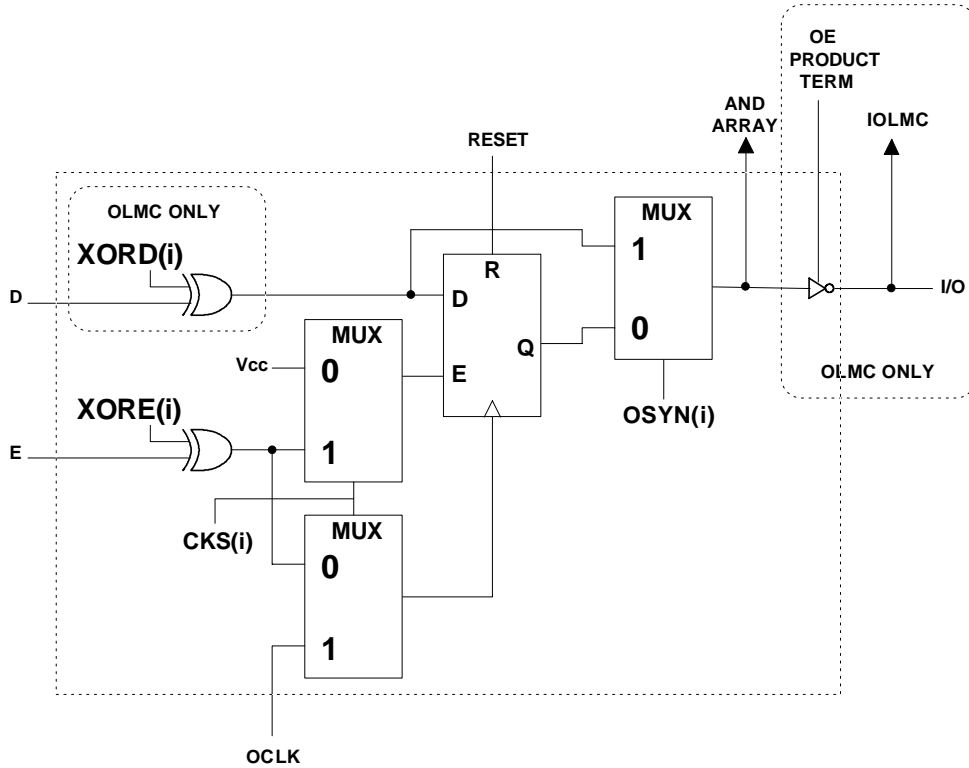 OE
PRODUCT
TERM
AND
ARRAY
IOLMC
RESET
OLMC ONLY
XORD(i)
D
MUX
1
0
OSYN(i)
R
D
Q
E
I/O
OLMC ONLY
MUX
Vcc
0
1
XORE(i)
E
CKS(i)
MUX
0
1
OCLK